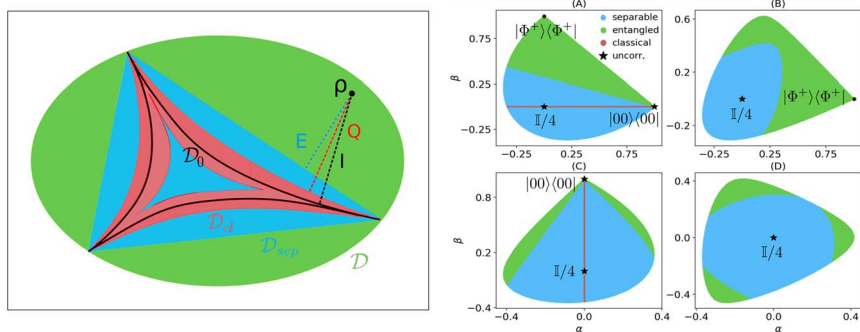 ρ
E
Q
I
𝒟₀
𝒟_cl
𝒟_sep
𝒟
(A)
|Φ⁺⟩⟨Φ⁺|
separable
entangled
classical
uncorr.
β
0.75
0.25
−0.25
𝕀/4
|00⟩⟨00|
−0.25
0.25
0.75
(B)
0.6
0.2
−0.2
|Φ⁺⟩⟨Φ⁺|
𝕀/4
−0.25
0.25
0.75
(C)
|00⟩⟨00|
β
0.8
0.2
−0.4
𝕀/4
−0.4
0.0
0.4
α
(D)
0.4
0.0
−0.4
𝕀/4
−0.4
0.0
0.4
α